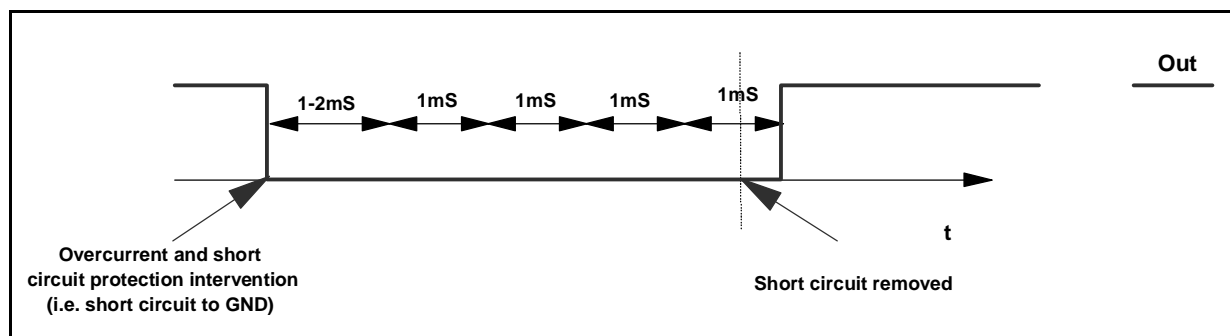 Out
1-2mS
1mS
1mS
1mS
1mS
t
Overcurrent and short
circuit protection intervention
(i.e. short circuit to GND)
Short circuit removed